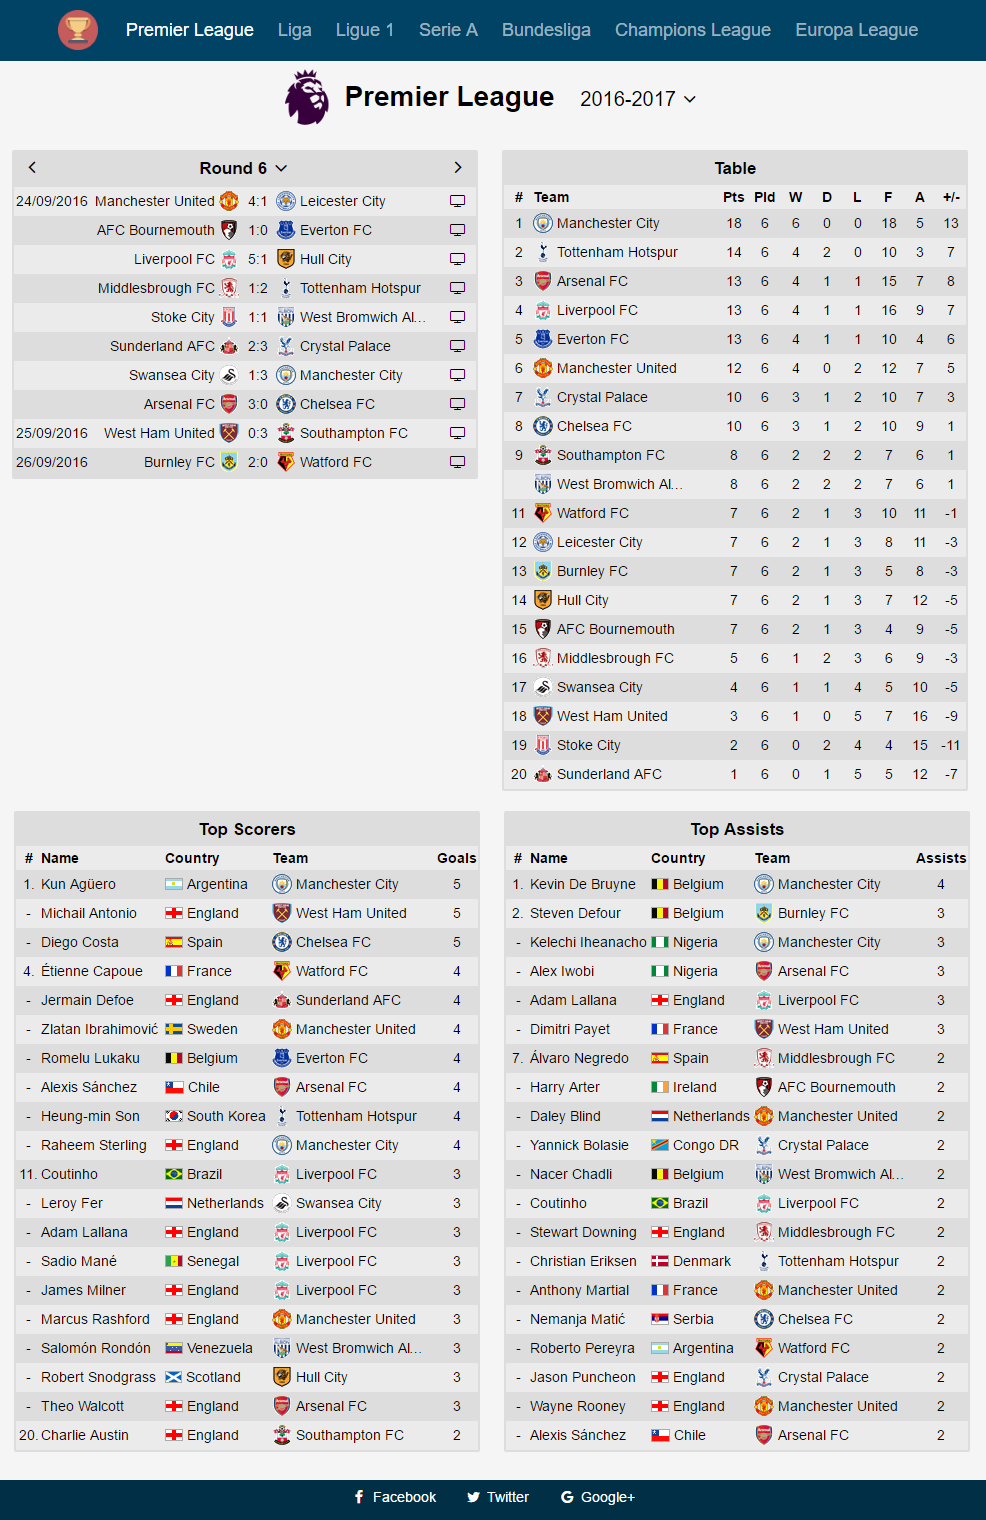 Premier League Liga Ligue 1 Serie A Bundesliga Champions League Europa League
Premier League 2016-2017
Round 6
24/09/2016 Manchester United 4:1 Leicester City
AFC Bournemouth 1:0 Everton FC
Liverpool FC 5:1 Hull City
Middlesbrough FC 1:2 Tottenham Hotspur
Stoke City 1:1 West Bromwich Al...
Sunderland AFC 2:3 Crystal Palace
Swansea City 1:3 Manchester City
Arsenal FC 3:0 Chelsea FC
25/09/2016 West Ham United 0:3 Southampton FC
26/09/2016 Burnley FC 2:0 Watford FC
Table
# Team Pts Pld W D L F A +/-
1 Manchester City 18 6 6 0 0 18 5 13
2 Tottenham Hotspur 14 6 4 2 0 10 3 7
3 Arsenal FC 13 6 4 1 1 15 7 8
4 Liverpool FC 13 6 4 1 1 16 9 7
5 Everton FC 13 6 4 1 1 10 4 6
6 Manchester United 12 6 4 0 2 12 7 5
7 Crystal Palace 10 6 3 1 2 10 7 3
8 Chelsea FC 10 6 3 1 2 10 9 1
9 Southampton FC 8 6 2 2 2 7 6 1
West Bromwich Al... 8 6 2 2 2 7 6 1
11 Watford FC 7 6 2 1 3 10 11 -1
12 Leicester City 7 6 2 1 3 8 11 -3
13 Burnley FC 7 6 2 1 3 5 8 -3
14 Hull City 7 6 2 1 3 7 12 -5
15 AFC Bournemouth 7 6 2 1 3 4 9 -5
16 Middlesbrough FC 5 6 1 2 3 6 9 -3
17 Swansea City 4 6 1 1 4 5 10 -5
18 West Ham United 3 6 1 0 5 7 16 -9
19 Stoke City 2 6 0 2 4 4 15 -11
20 Sunderland AFC 1 6 0 1 5 5 12 -7
Top Scorers
# Name Country Team Goals
1. Kun Agüero Argentina Manchester City 5
- Michail Antonio England West Ham United 5
- Diego Costa Spain Chelsea FC 5
4. Étienne Capoue France Watford FC 4
- Jermain Defoe England Sunderland AFC 4
- Zlatan Ibrahimović Sweden Manchester United 4
- Romelu Lukaku Belgium Everton FC 4
- Alexis Sánchez Chile Arsenal FC 4
- Heung-min Son South Korea Tottenham Hotspur 4
- Raheem Sterling England Manchester City 4
11. Coutinho Brazil Liverpool FC 3
- Leroy Fer Netherlands Swansea City 3
- Adam Lallana England Liverpool FC 3
- Sadio Mané Senegal Liverpool FC 3
- James Milner England Liverpool FC 3
- Marcus Rashford England Manchester United 3
- Salomón Rondón Venezuela West Bromwich Al... 3
- Robert Snodgrass Scotland Hull City 3
- Theo Walcott England Arsenal FC 3
20. Charlie Austin England Southampton FC 2
Top Assists
# Name Country Team Assists
1. Kevin De Bruyne Belgium Manchester City 4
2. Steven Defour Belgium Burnley FC 3
- Kelechi Iheanacho Nigeria Manchester City 3
- Alex Iwobi Nigeria Arsenal FC 3
- Adam Lallana England Liverpool FC 3
- Dimitri Payet France West Ham United 3
7. Álvaro Negredo Spain Middlesbrough FC 2
- Harry Arter Ireland AFC Bournemouth 2
- Daley Blind Netherlands Manchester United 2
- Yannick Bolasie Congo DR Crystal Palace 2
- Nacer Chadli Belgium West Bromwich Al... 2
- Coutinho Brazil Liverpool FC 2
- Stewart Downing England Middlesbrough FC 2
- Christian Eriksen Denmark Tottenham Hotspur 2
- Anthony Martial France Manchester United 2
- Nemanja Matić Serbia Chelsea FC 2
- Roberto Pereyra Argentina Watford FC 2
- Jason Puncheon England Crystal Palace 2
- Wayne Rooney England Manchester United 2
- Alexis Sánchez Chile Arsenal FC 2
Facebook Twitter Google+